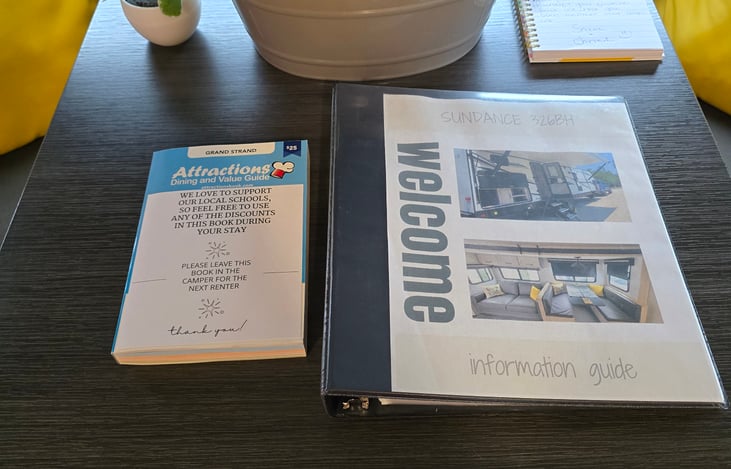 GRAND STRAND
$25
Attractions
Dining and Value Guide
attractionsbook.com
WE LOVE TO SUPPORT
OUR LOCAL SCHOOLS,
SO FEEL FREE TO USE
ANY OF THE DISCOUNTS
IN THIS BOOK DURING
YOUR STAY
PLEASE LEAVE THIS
BOOK IN THE
CAMPER FOR THE
NEXT RENTER
thank you!
SUNDANCE 326BH
welcome
information guide